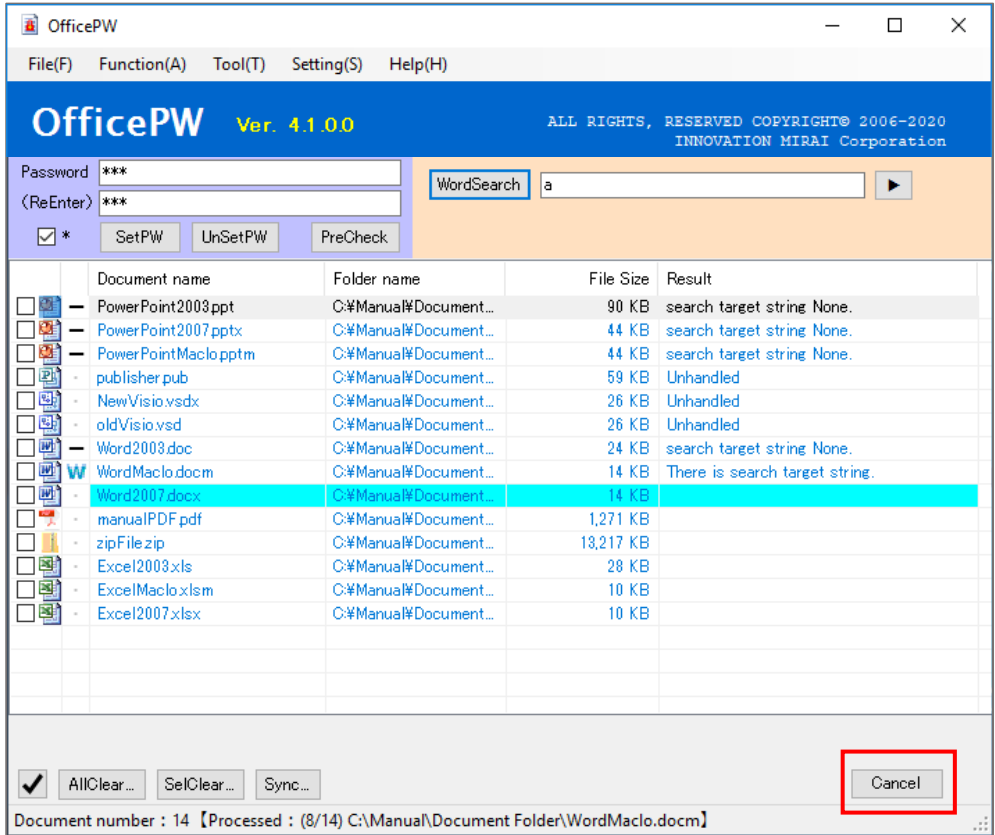 OfficePW
File(F) Function(A) Tool(T) Setting(S) Help(H)
OfficePW Ver. 4.1.0.0
ALL RIGHTS, RESERVED COPYRIGHT© 2006-2020
INNOVATION MIRAI Corporation
Password ***
(ReEnter) ***
* SetPW UnSetPW PreCheck
WordSearch a
Document name Folder name File Size Result
PowerPoint2003.ppt C:¥Manual¥Document... 90 KB search target string None.
PowerPoint2007.pptx C:¥Manual¥Document... 44 KB search target string None.
PowerPointMaclo.pptm C:¥Manual¥Document... 44 KB search target string None.
publisher.pub C:¥Manual¥Document... 59 KB Unhandled
NewVisio.vsdx C:¥Manual¥Document... 26 KB Unhandled
oldVisio.vsd C:¥Manual¥Document... 26 KB Unhandled
Word2003.doc C:¥Manual¥Document... 24 KB search target string None.
W WordMaclo.docm C:¥Manual¥Document... 14 KB There is search target string.
Word2007.docx C:¥Manual¥Document... 14 KB
manualPDF.pdf C:¥Manual¥Document... 1,271 KB
zipFile.zip C:¥Manual¥Document... 13,217 KB
Excel2003.xls C:¥Manual¥Document... 28 KB
ExcelMaclo.xlsm C:¥Manual¥Document... 10 KB
Excel2007.xlsx C:¥Manual¥Document... 10 KB
AllClear... SelClear... Sync... Cancel
Document number : 14 【Processed : (8/14) C:\Manual\Document Folder\WordMaclo.docm】